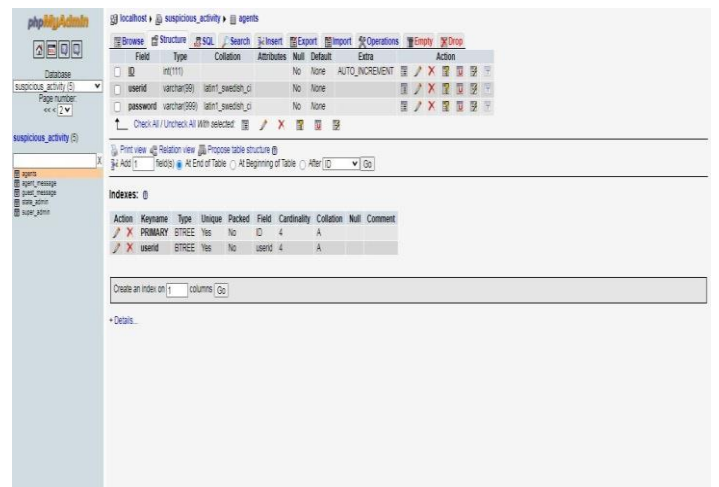 phpMyAdmin
Database
suspicious_activity (5)
Page number:
<< < 2
suspicious_activity (5)
X
agents
agent_message
guest_message
state_admin
super_admin
localhost ▸ suspicious_activity ▸ agents
Browse Structure SQL Search Insert Export Import Operations Empty Drop
Field Type Collation Attributes Null Default Extra Action
ID int(111) No None AUTO_INCREMENT
userid varchar(99) latin1_swedish_ci No None
password varchar(999) latin1_swedish_ci No None
Check All / Uncheck All With selected:
Print view Relation view Propose table structure
Add 1 field(s) At End of Table At Beginning of Table After ID Go
Indexes:
Action Keyname Type Unique Packed Field Cardinality Collation Null Comment
PRIMARY BTREE Yes No ID 4 A
userid BTREE Yes No userid 4 A
Create an index on 1 columns Go
+ Details...